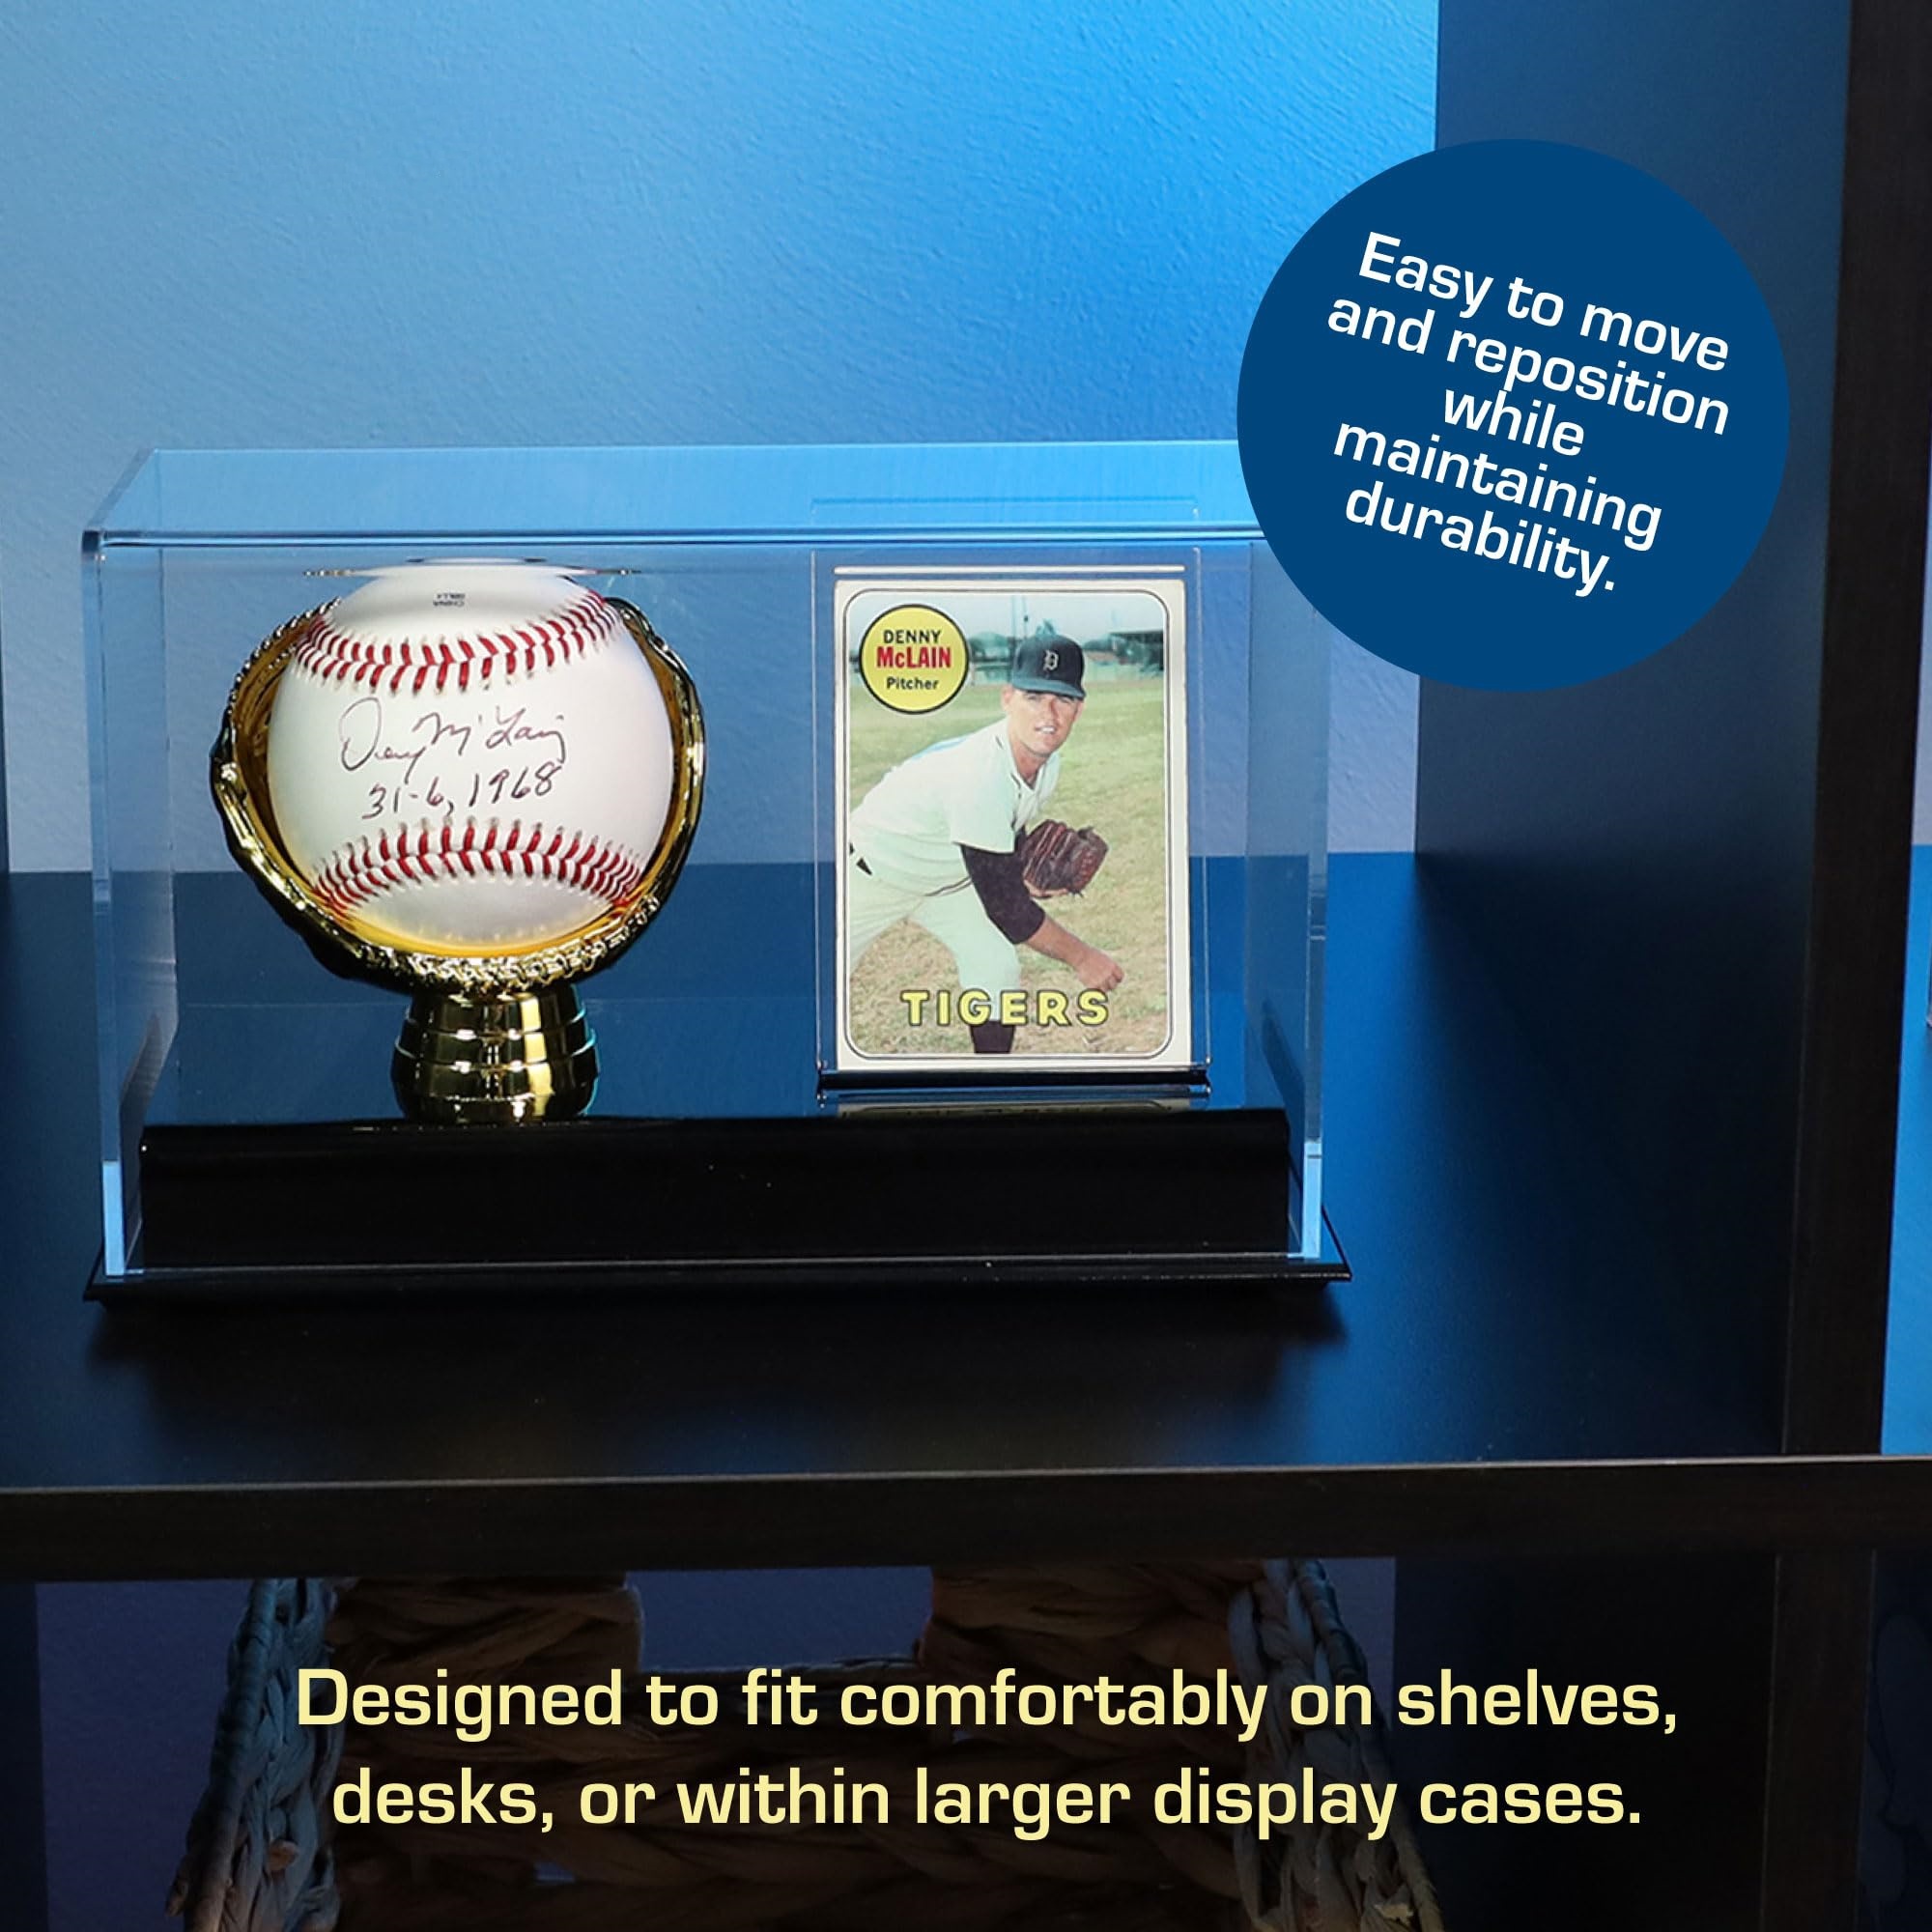 Easy to move
and reposition
while
maintaining
durability.
DENNY
McLAIN
Pitcher
Denny McLain
31-6, 1968
TIGERS
Designed to fit comfortably on shelves,
desks, or within larger display cases.